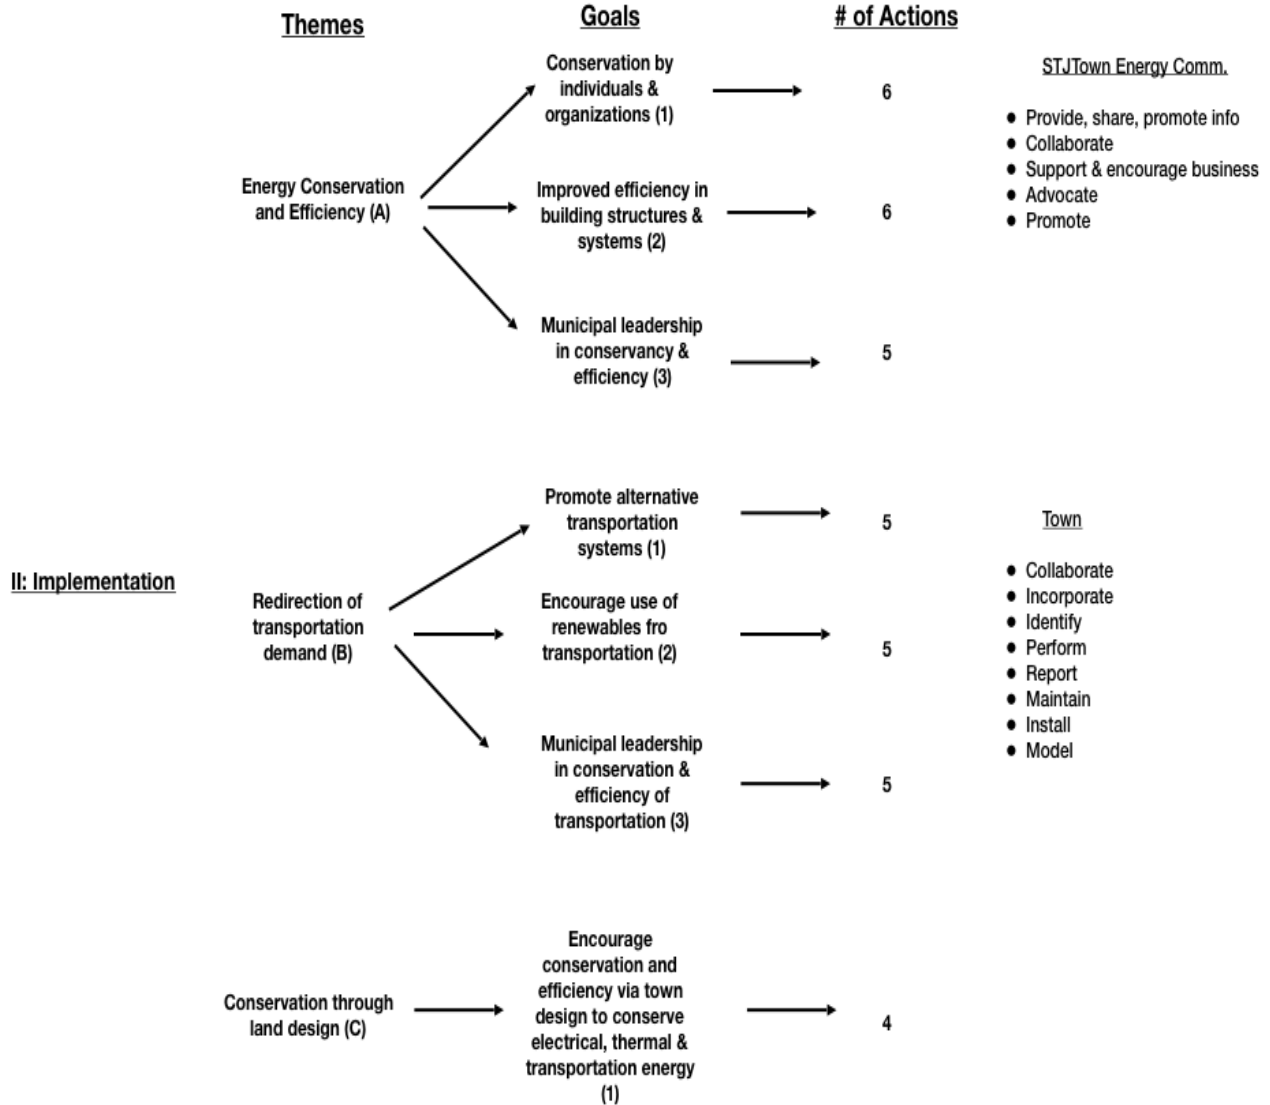 Themes
Goals
# of Actions
Conservation by
individuals &
organizations (1)
6
Energy Conservation
and Efficiency (A)
Improved efficiency in
building structures &
systems (2)
6
Municipal leadership
in conservancy &
efficiency (3)
5
STJTown Energy Comm.
● Provide, share, promote info
● Collaborate
● Support & encourage business
● Advocate
● Promote
II: Implementation
Redirection of
transportation
demand (B)
Promote alternative
transportation
systems (1)
5
Encourage use of
renewables fro
transportation (2)
5
Municipal leadership
in conservation &
efficiency of
transportation (3)
5
Town
● Collaborate
● Incorporate
● Identify
● Perform
● Report
● Maintain
● Install
● Model
Conservation through
land design (C)
Encourage
conservation and
efficiency via town
design to conserve
electrical, thermal &
transportation energy
(1)
4